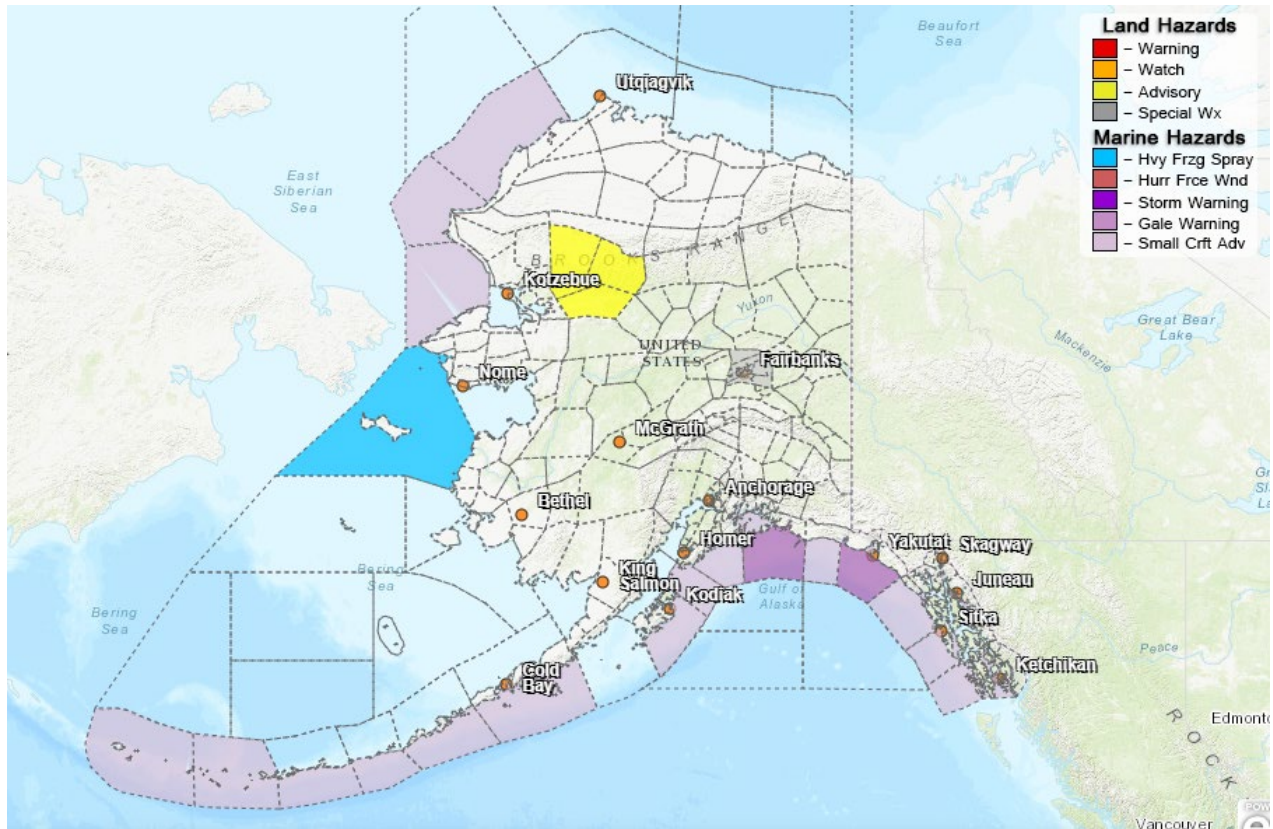 Land Hazards
– Warning
– Watch
– Advisory
– Special Wx
Marine Hazards
– Hvy Frzg Spray
– Hurr Frce Wnd
– Storm Warning
– Gale Warning
– Small Crft Adv
Beaufort
Sea
Utqiagvik
East
Siberian
Sea
BROOKS RANGE
Kotzebue
Yukon
UNITED
STATES
Fairbanks
Great Bear
Lake
Mackenzie
Nome
McGrath
Bethel
Anchorage
Homer
Yakutat
Skagway
King
Salmon
Kodiak
Juneau
Gulf of
Alaska
Sitka
Bering
Sea
Bering
Sea
Cold
Bay
Ketchikan
Peace
ROCK
Edmonto
Vancouver